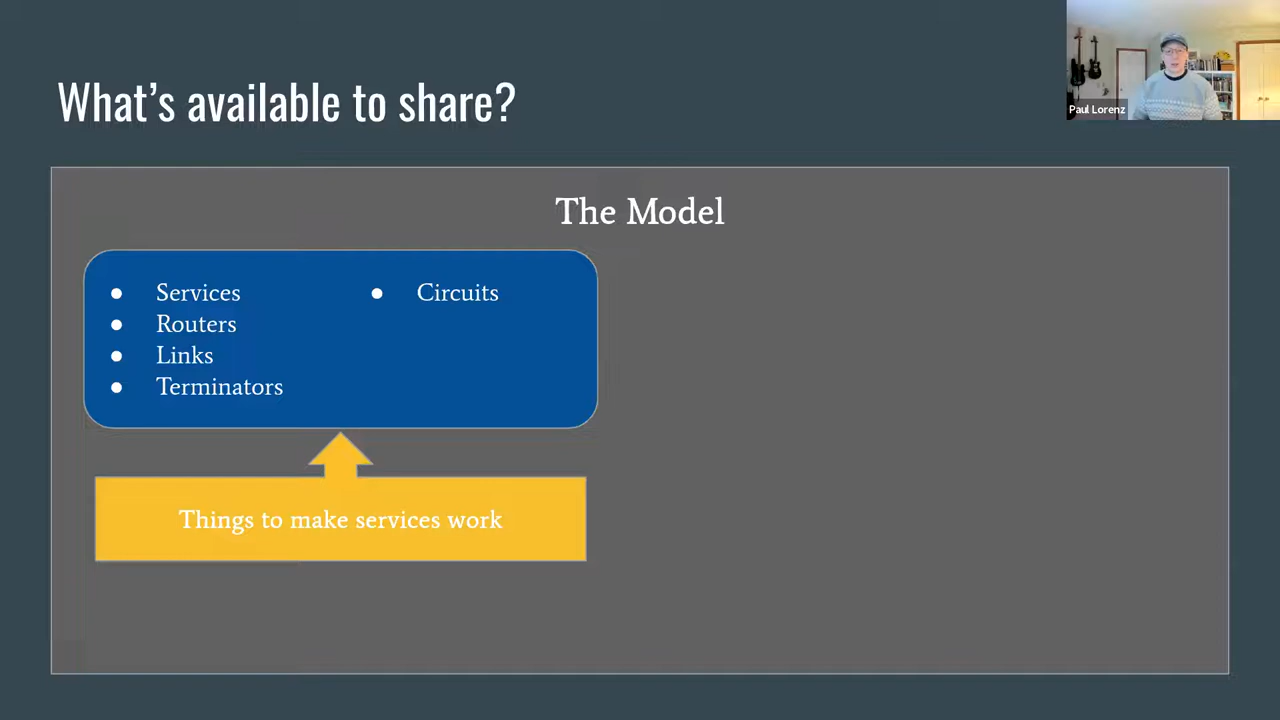 What's available to share?
Paul Lorenz
The Model
● Services
● Routers
● Links
● Terminators
● Circuits
Things to make services work